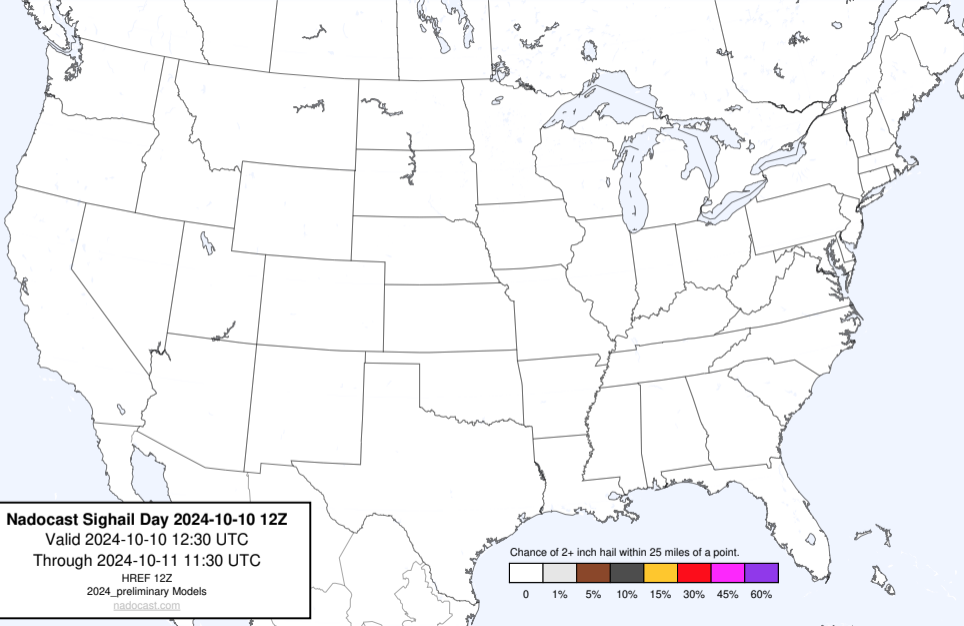 Nadocast Sighail Day 2024-10-10 12Z
Valid 2024-10-10 12:30 UTC
Through 2024-10-11 11:30 UTC
HREF 12Z
2024_preliminary Models
nadocast.com
Chance of 2+ inch hail within 25 miles of a point.
0 1% 5% 10% 15% 30% 45% 60%